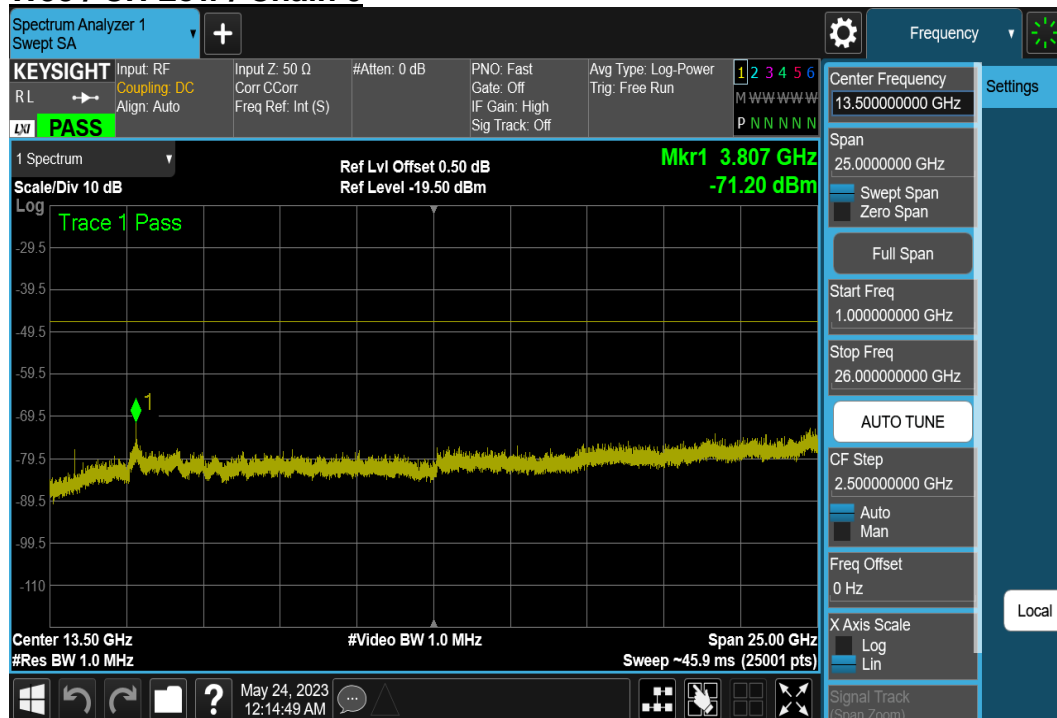 Spectrum Analyzer 1
Swept SA
Frequency
KEYSIGHT
R L
LXI
PASS
Input: RF
Coupling: DC
Align: Auto
Input Z: 50 Ω
Corr CCorr
Freq Ref: Int (S)
#Atten: 0 dB
PNO: Fast
Gate: Off
IF Gain: High
Sig Track: Off
Avg Type: Log-Power
Trig: Free Run
1 2 3 4 5 6
M W W W W W
P N N N N N
1 Spectrum
Scale/Div 10 dB
Ref Lvl Offset 0.50 dB
Ref Level -19.50 dBm
Mkr1 3.807 GHz
-71.20 dBm
Log
Trace 1 Pass
-29.5
-39.5
-49.5
-59.5
-69.5
-79.5
-89.5
-99.5
-110
1
Center 13.50 GHz
#Res BW 1.0 MHz
#Video BW 1.0 MHz
Span 25.00 GHz
Sweep ~45.9 ms (25001 pts)
May 24, 2023
12:14:49 AM
Center Frequency
13.500000000 GHz
Span
25.0000000 GHz
Swept Span
Zero Span
Full Span
Start Freq
1.000000000 GHz
Stop Freq
26.000000000 GHz
AUTO TUNE
CF Step
2.500000000 GHz
Auto
Man
Freq Offset
0 Hz
X Axis Scale
Log
Lin
Signal Track
(Span Zoom)
Settings
Local